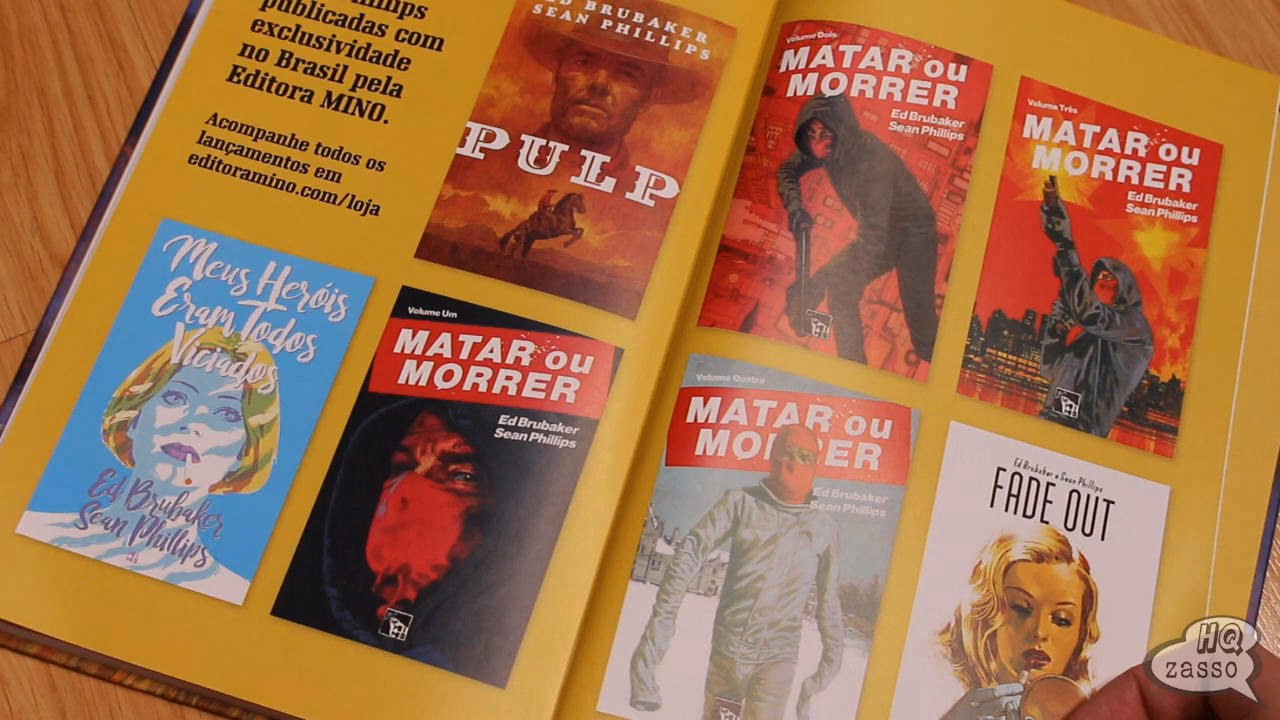 publicadas com
exclusividade
no Brasil pela
Editora MINO.
Acompanhe todos os
lançamentos em
editoramino.com/loja
ED BRUBAKER
SEAN PHILLIPS
PULP
Volume Dois
MATAR OU
MORRER
Ed Brubaker
Sean Phillips
Volume Três
MATAR OU
MORRER
Ed Brubaker
Sean Phillips
Meus Heróis
Eram Todos
Viciados
Ed Brubaker
Sean Phillips
Volume Um
MATAR OU
MORRER
Ed Brubaker
Sean Phillips
Volume Quatro
MATAR OU
MORRER
Ed Brubaker
Sean Phillips
Ed Brubaker e Sean Phillips
FADE OUT
HQ
zasso